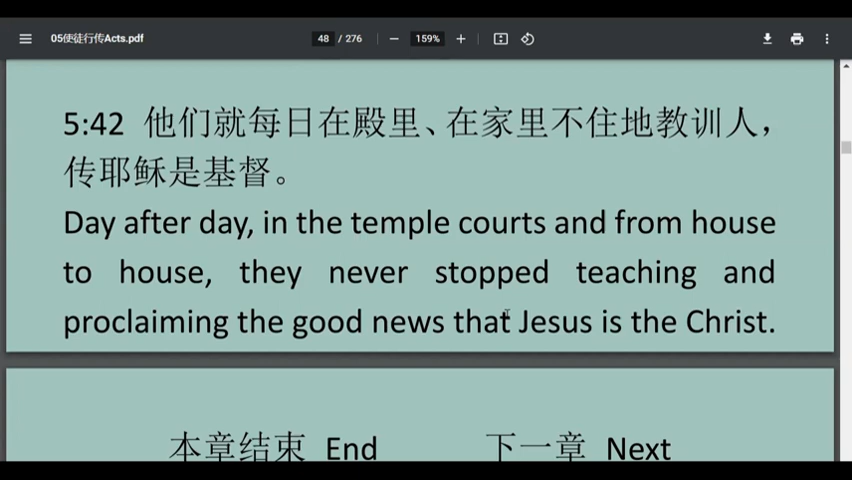 05使徒行传Acts.pdf 48 / 276 159%
5:42 他们就每日在殿里、在家里不住地教训人，
传耶稣是基督。
Day after day, in the temple courts and from house
to house, they never stopped teaching and
proclaiming the good news that Jesus is the Christ.
本章结束 End 下一章 Next